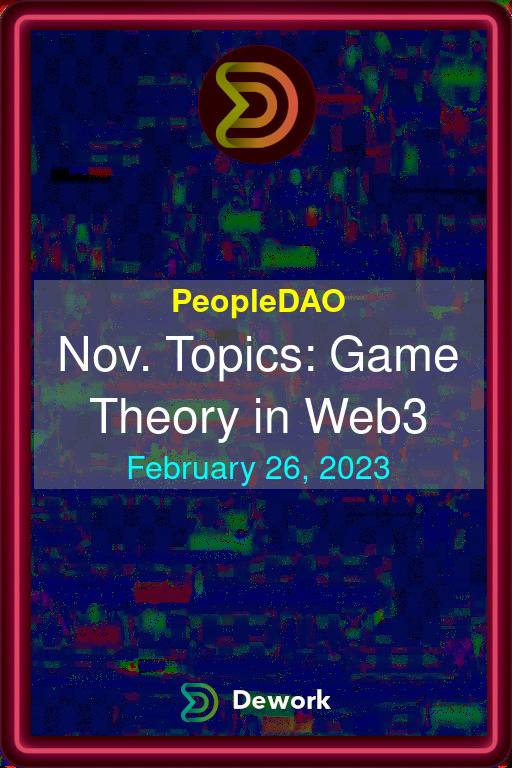 PeopleDAO
Nov. Topics: Game
Theory in Web3
February 26, 2023
Dework